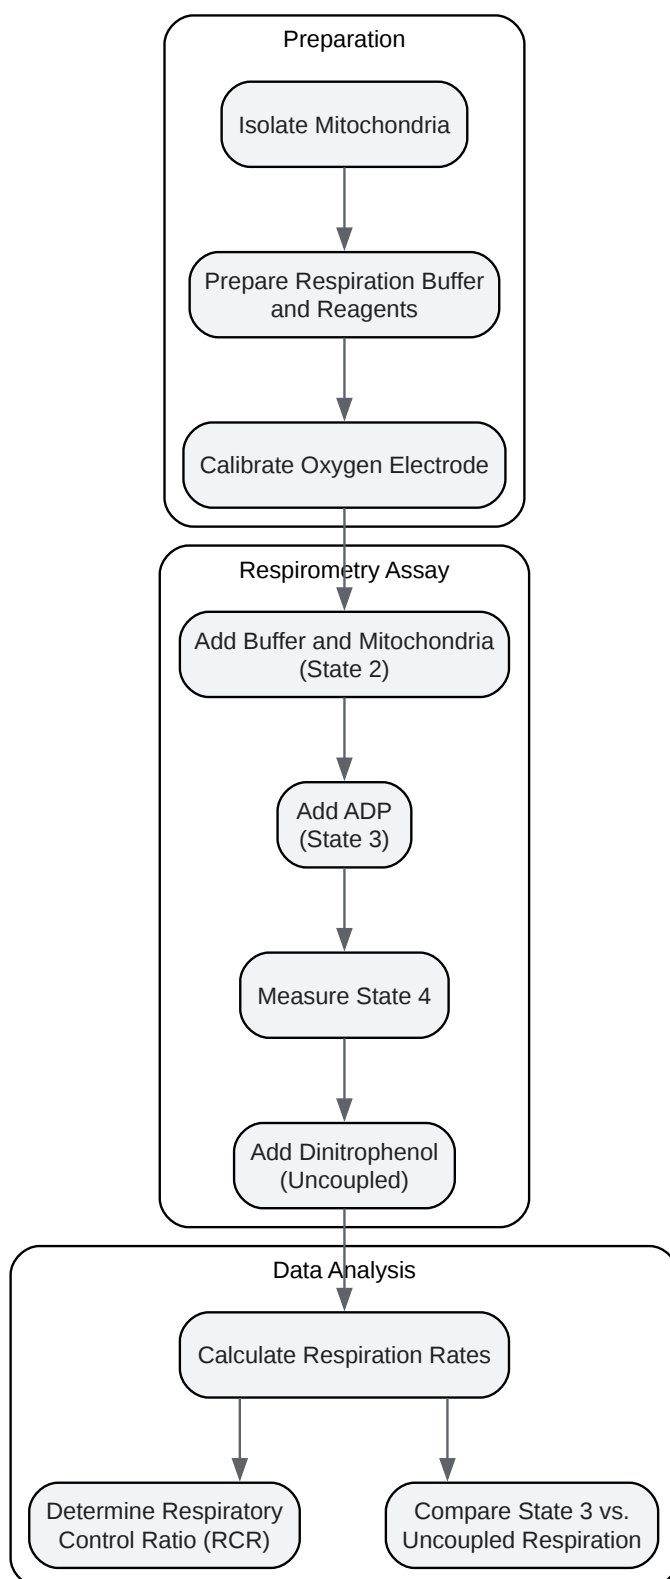 Preparation
Isolate Mitochondria
Prepare Respiration Buffer
and Reagents
Calibrate Oxygen Electrode
Respirometry Assay
Add Buffer and Mitochondria
(State 2)
Add ADP
(State 3)
Measure State 4
Add Dinitrophenol
(Uncoupled)
Data Analysis
Calculate Respiration Rates
Determine Respiratory
Control Ratio (RCR)
Compare State 3 vs.
Uncoupled Respiration